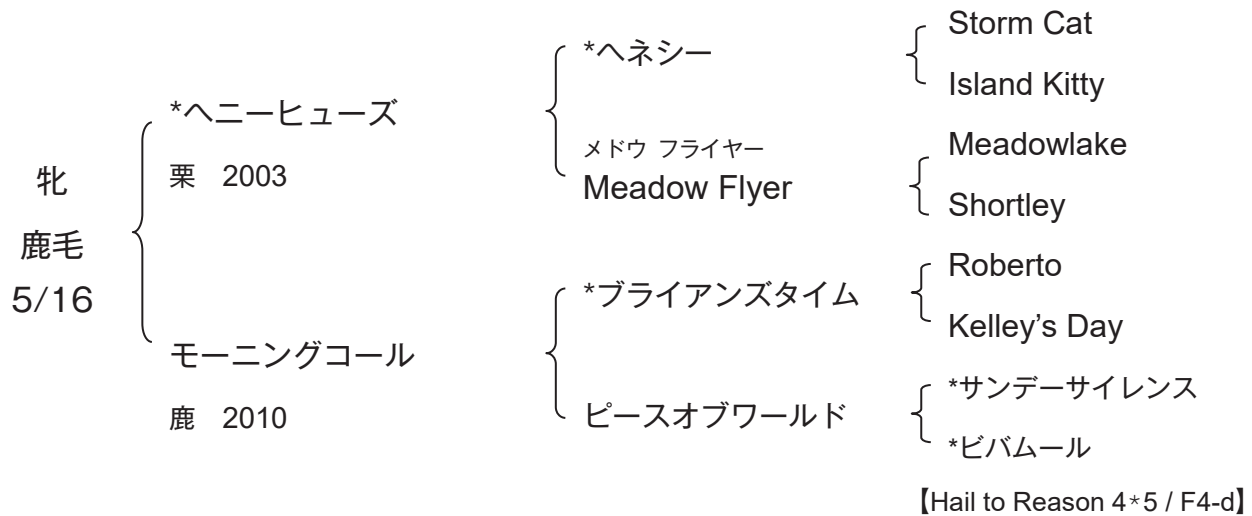 牝
鹿毛
5/16
*ヘニーヒューズ
栗 2003
モーニングコール
鹿 2010
*ヘネシー
メドウ フライヤー
Meadow Flyer
*ブライアンズタイム
ピースオブワールド
Storm Cat
Island Kitty
Meadowlake
Shortley
Roberto
Kelley’s Day
*サンデーサイレンス
*ビバムール
【Hail to Reason 4*5 / F4-d】